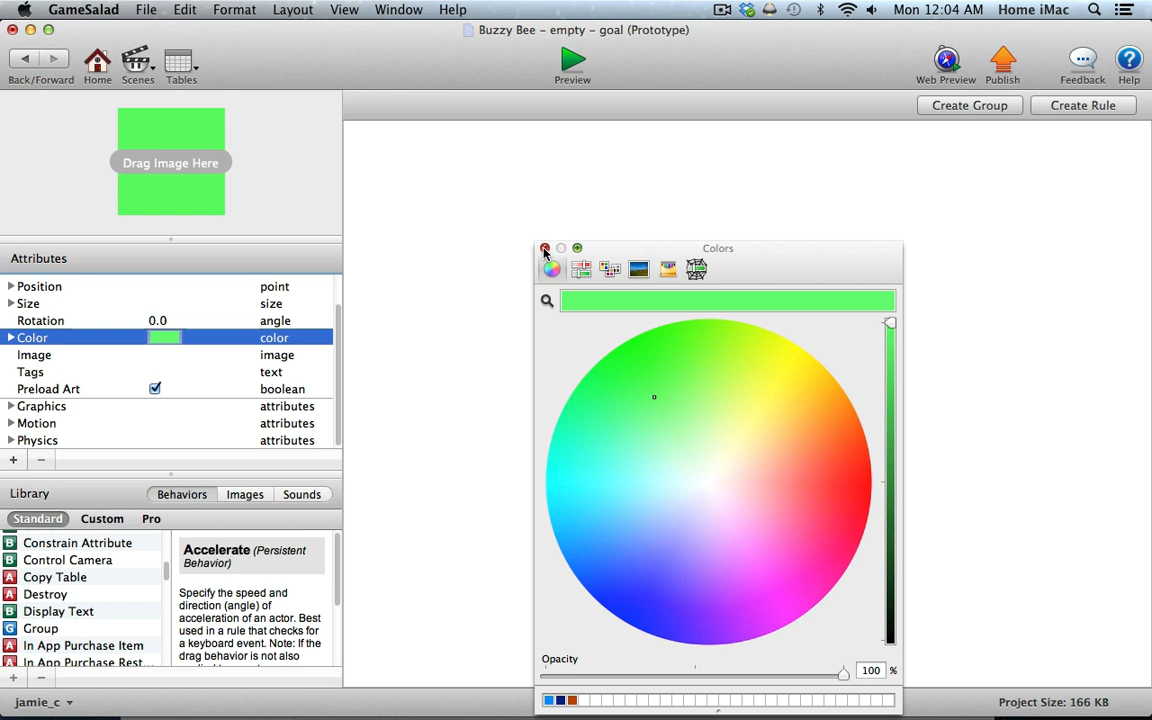 GameSalad File Edit Format Layout View Window Help Mon 12:04 AM Home iMac
Buzzy Bee – empty – goal (Prototype)
Back/Forward Home Scenes Tables Preview Web Preview Publish Feedback Help
Create Group Create Rule
Drag Image Here
Colors
Attributes
Position point
Size size
Rotation 0.0 angle
Color color
Image image
Tags text
Preload Art boolean
Graphics attributes
Motion attributes
Physics attributes
+ −
Library Behaviors Images Sounds
Standard Custom Pro
B Constrain Attribute
B Control Camera
A Copy Table
A Destroy
B Display Text
G Group
A In App Purchase Item
A In App Purchase Rest...
Accelerate (Persistent
Behavior)
Specify the speed and
direction (angle) of
acceleration of an actor. Best
used in a rule that checks for
a keyboard event. Note: If the
drag behavior is not also
Opacity
100 %
+ −
jamie_c
Project Size: 166 KB